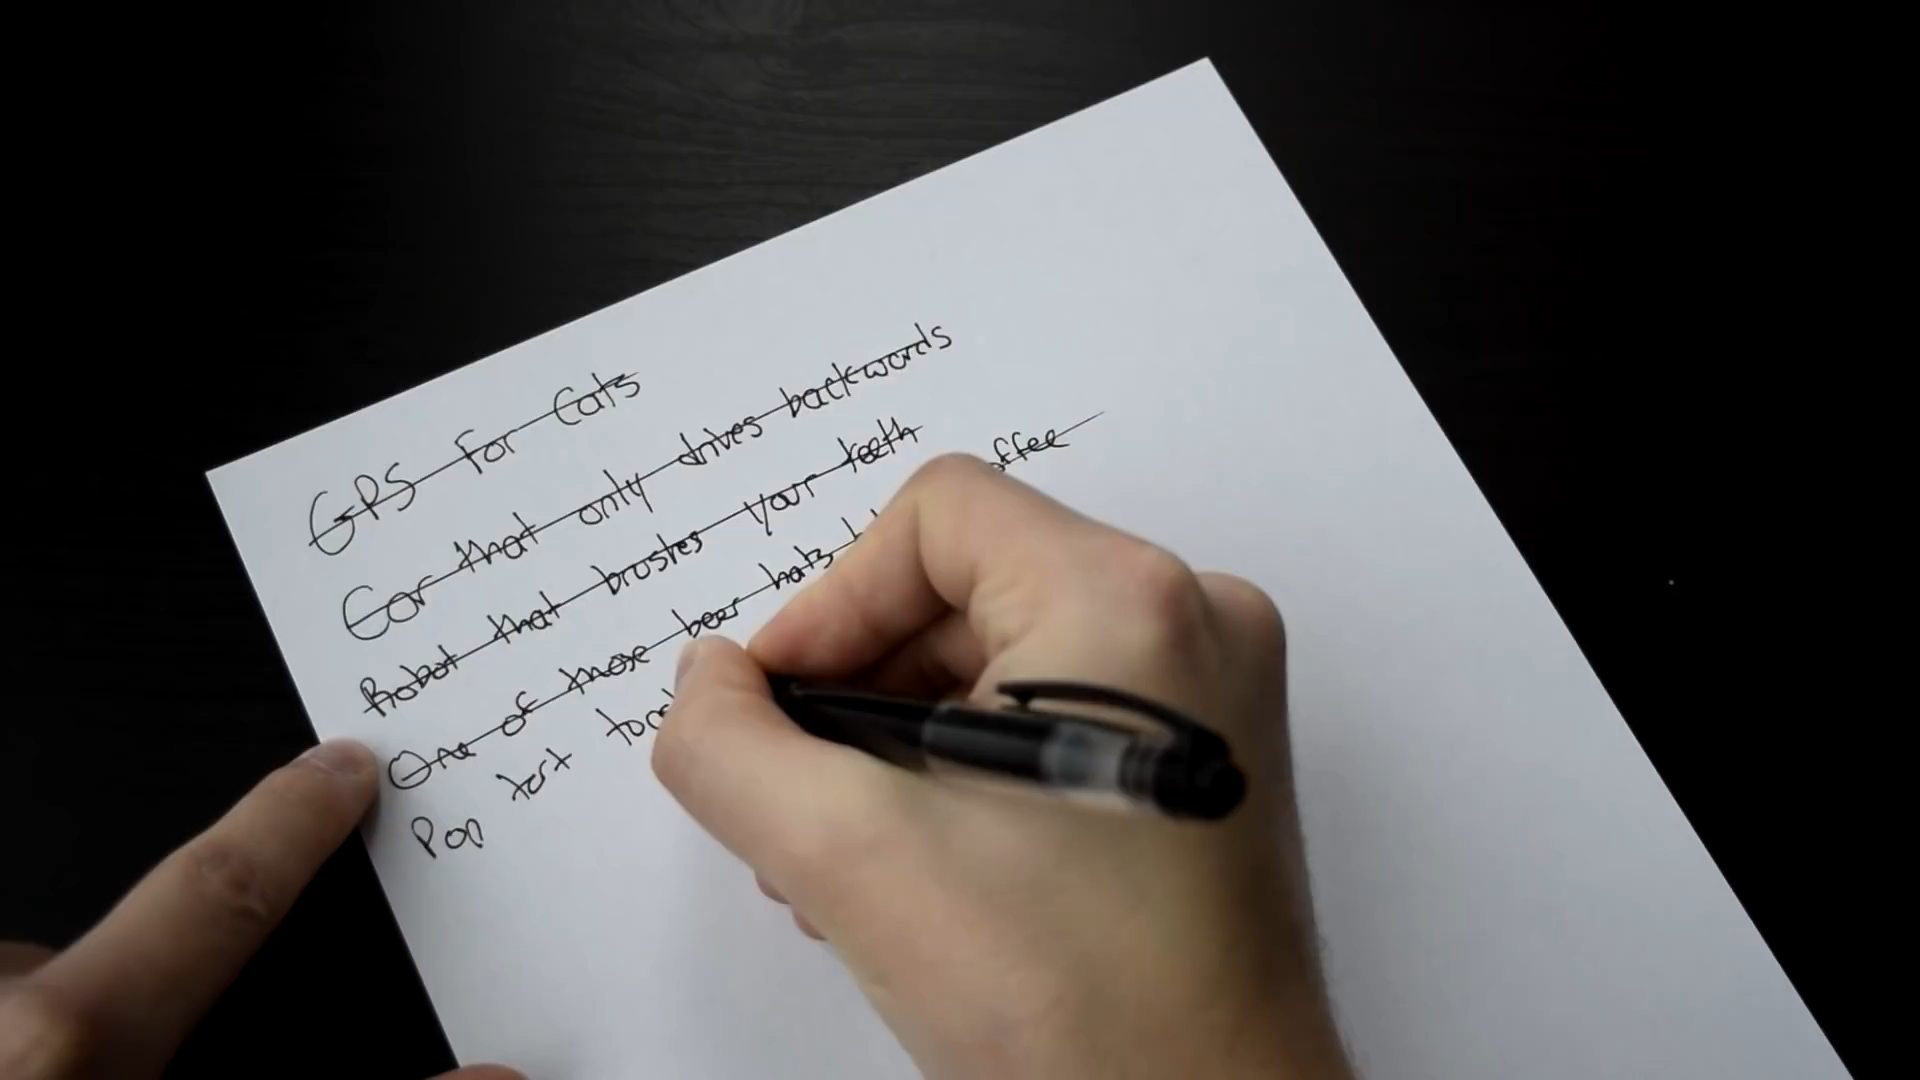 GPS for Cats
Car that only drives backwords
Robot that brushes your teeth
One of those beer hats
Pop tart